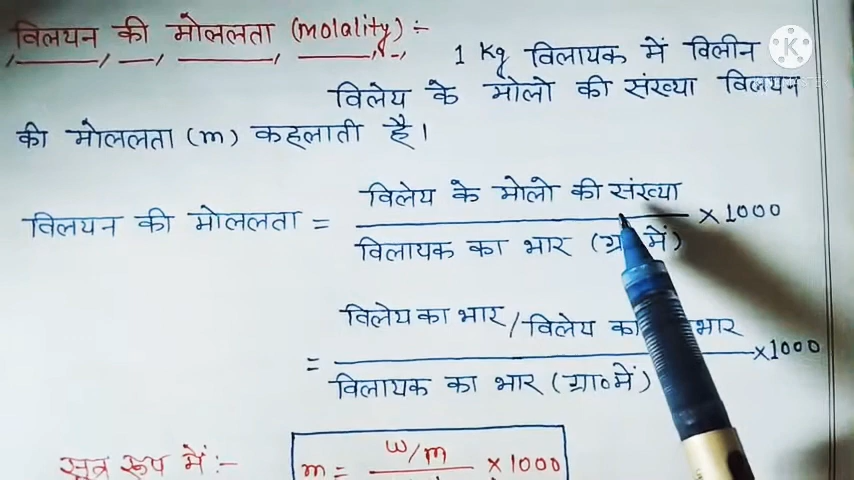 विलयन की मोललता (molality) :-
1 Kg विलायक में विलीन
विलेय के मोलो की संख्या विलयन
की मोललता (m) कहलाती है।
विलेय के मोलो की संख्या
विलयन की मोललता = × 1000
विलायक का भार (ग्रा में)
विलेय का भार / विलेय का भार
= × 1000
विलायक का भार (ग्रा० में)
सूत्र रूप में :-
w/m
m = × 1000